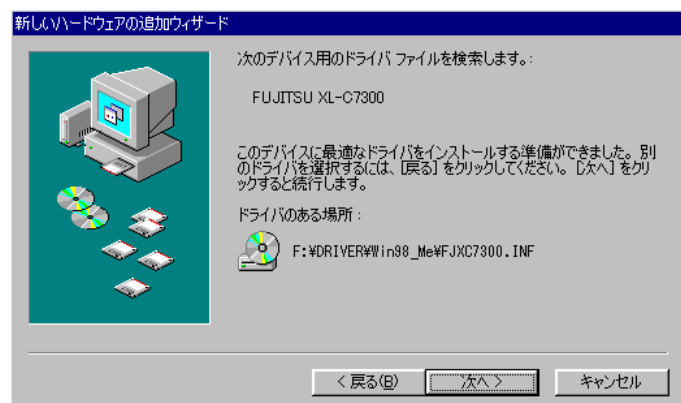 新しいハードウェアの追加ウィザード
次のデバイス用のドライバ ファイルを検索します。:
FUJITSU XL-C7300
このデバイスに最適なドライバをインストールする準備ができました。別
のドライバを選択するには、[戻る] をクリックしてください。[次へ] をクリ
ックすると続行します。
ドライバのある場所:
F:¥DRIVER¥Win98_Me¥FJXC7300.INF
< 戻る(B)
次へ >
キャンセル